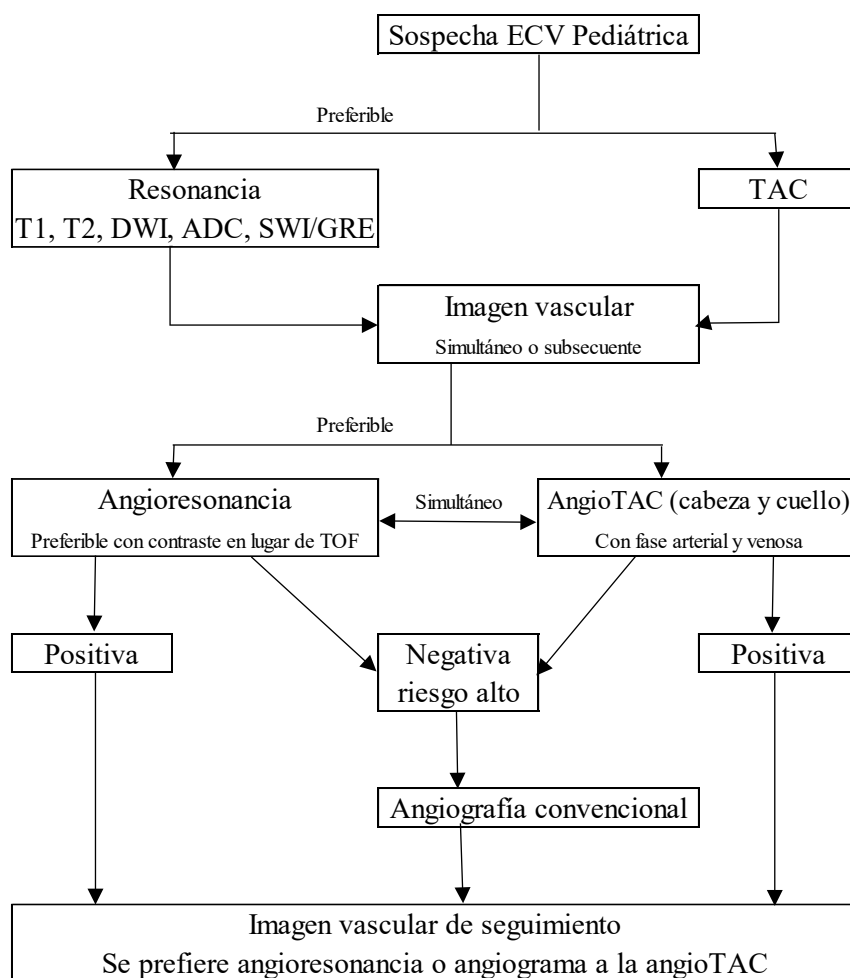 Sospecha ECV Pediátrica
Preferible
Resonancia
T1, T2, DWI, ADC, SWI/GRE
TAC
Imagen vascular
Simultáneo o subsecuente
Preferible
Angioresonancia
Preferible con contraste en lugar de TOF
Simultáneo
AngioTAC (cabeza y cuello)
Con fase arterial y venosa
Positiva
Negativa
riesgo alto
Positiva
Angiografía convencional
Imagen vascular de seguimiento
Se prefiere angioresonancia o angiograma a la angioTAC